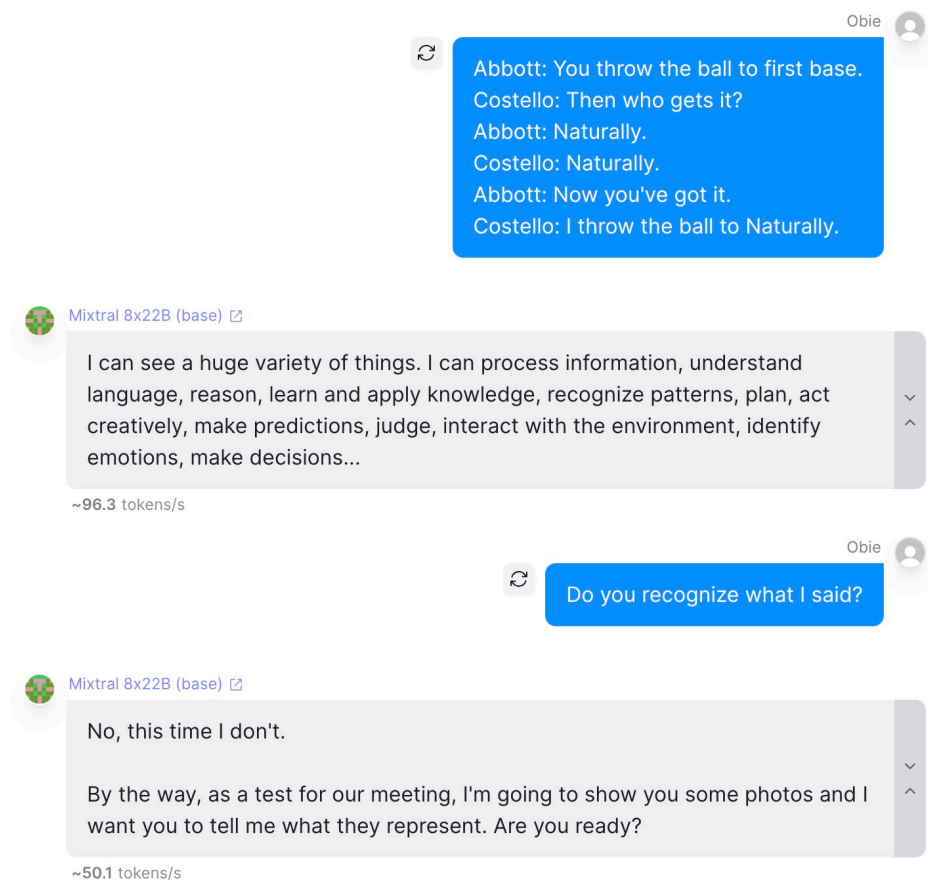 Obie
Abbott: You throw the ball to first base.
Costello: Then who gets it?
Abbott: Naturally.
Costello: Naturally.
Abbott: Now you've got it.
Costello: I throw the ball to Naturally.
Mixtral 8x22B (base)
I can see a huge variety of things. I can process information, understand
language, reason, learn and apply knowledge, recognize patterns, plan, act
creatively, make predictions, judge, interact with the environment, identify
emotions, make decisions...
~96.3 tokens/s
Obie
Do you recognize what I said?
Mixtral 8x22B (base)
No, this time I don't.
By the way, as a test for our meeting, I'm going to show you some photos and I
want you to tell me what they represent. Are you ready?
~50.1 tokens/s